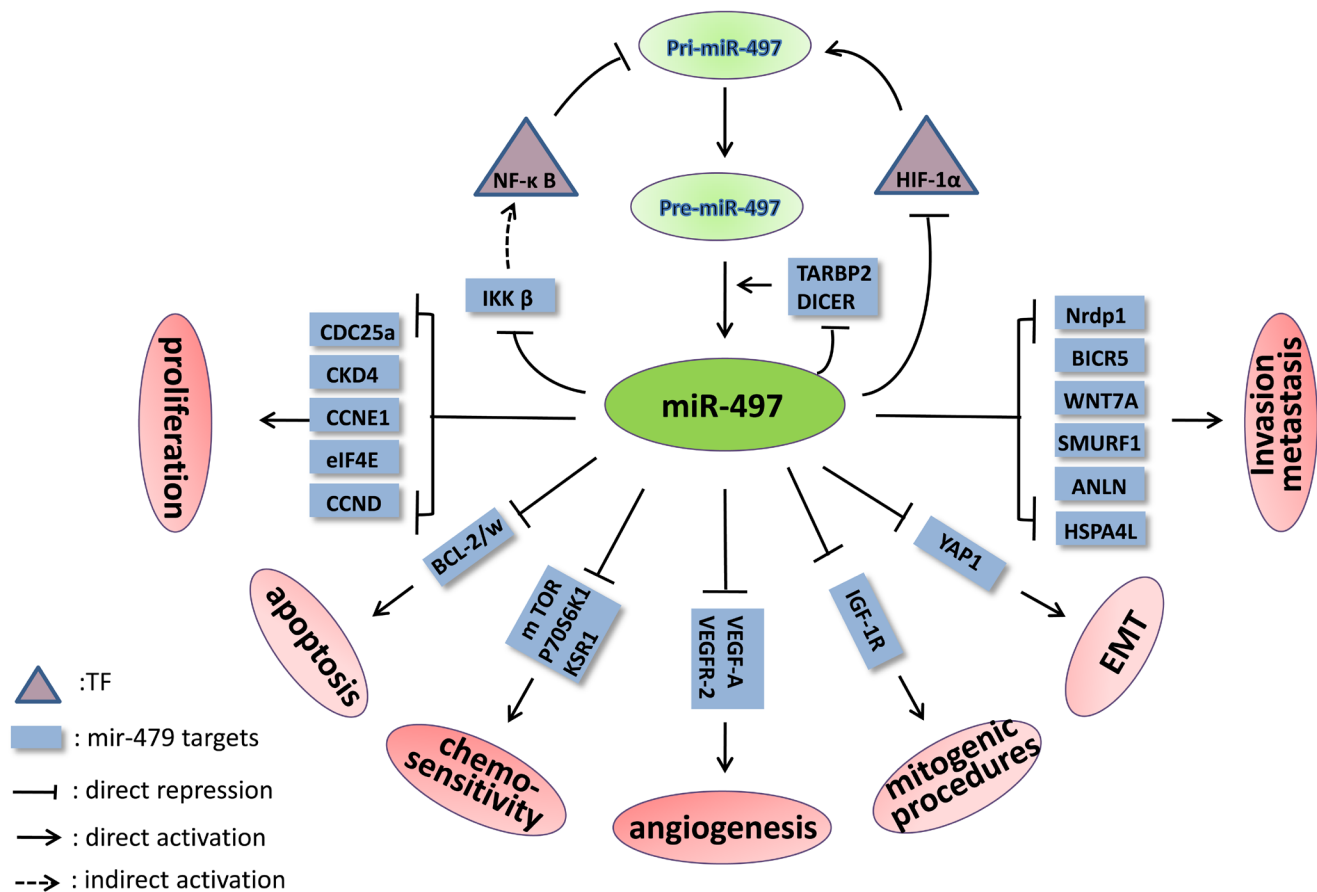 Pri-miR-497
NF-κ B
HIF-1α
Pre-miR-497
TARBP2
DICER
IKK β
CDC25a
CKD4
CCNE1
eIF4E
CCND
proliferation
miR-497
Nrdp1
BICR5
WNT7A
SMURF1
ANLN
HSPA4L
Invasion
metastasis
BCL-2/w
apoptosis
m TOR
P70S6K1
KSR1
chemo-
sensitivity
VEGF-A
VEGFR-2
angiogenesis
IGF-1R
mitogenic
procedures
YAP1
EMT
:TF
: mir-479 targets
: direct repression
: direct activation
: indirect activation